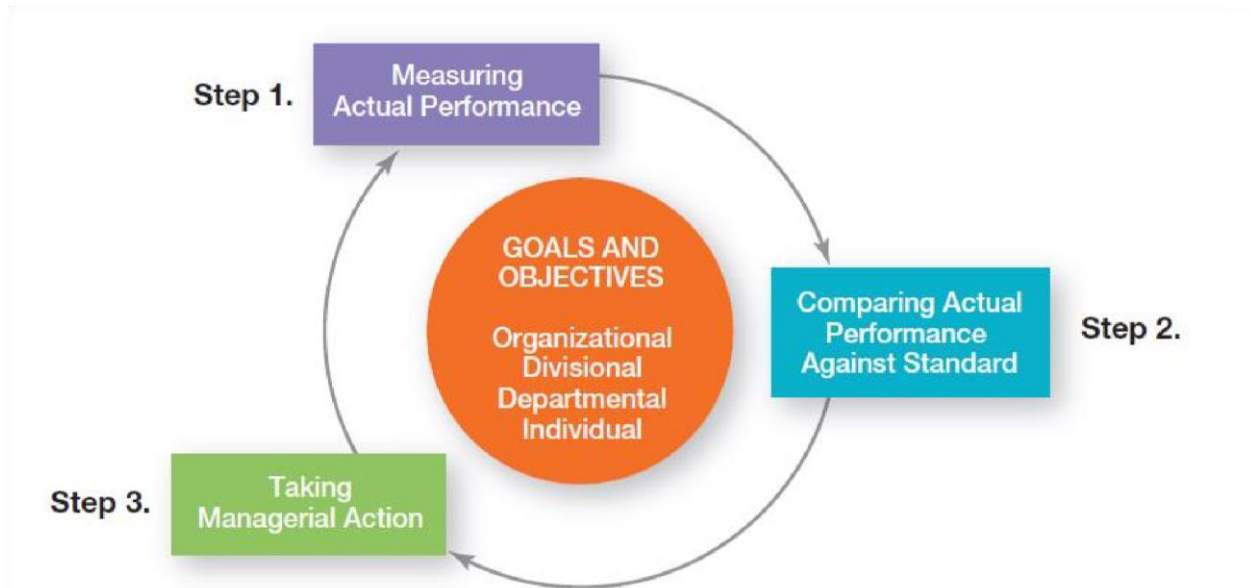 Step 1.
Measuring
Actual Performance
GOALS AND
OBJECTIVES
Organizational
Divisional
Departmental
Individual
Comparing Actual
Performance
Against Standard
Step 2.
Step 3.
Taking
Managerial Action